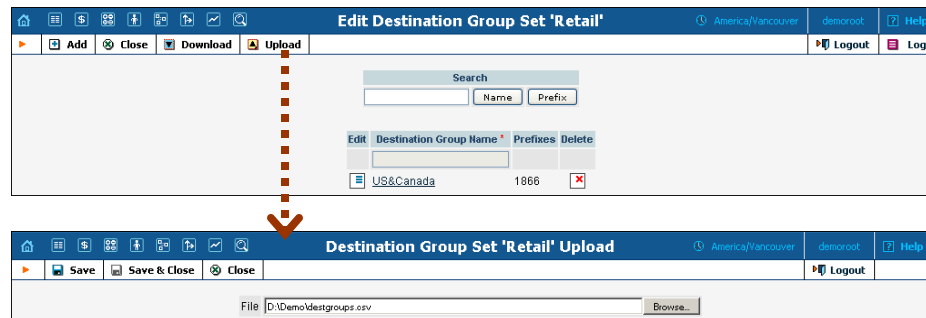 Edit Destination Group Set 'Retail' America/Vancouver demoroot ? Help
Add Close Download Upload Logout Log
Search
Name Prefix
Edit Destination Group Name * Prefixes Delete
US&Canada 1866
Destination Group Set 'Retail' Upload America/Vancouver demoroot ? Help
Save Save & Close Close Logout
File D:\Demo\destgroups.csv Browse...